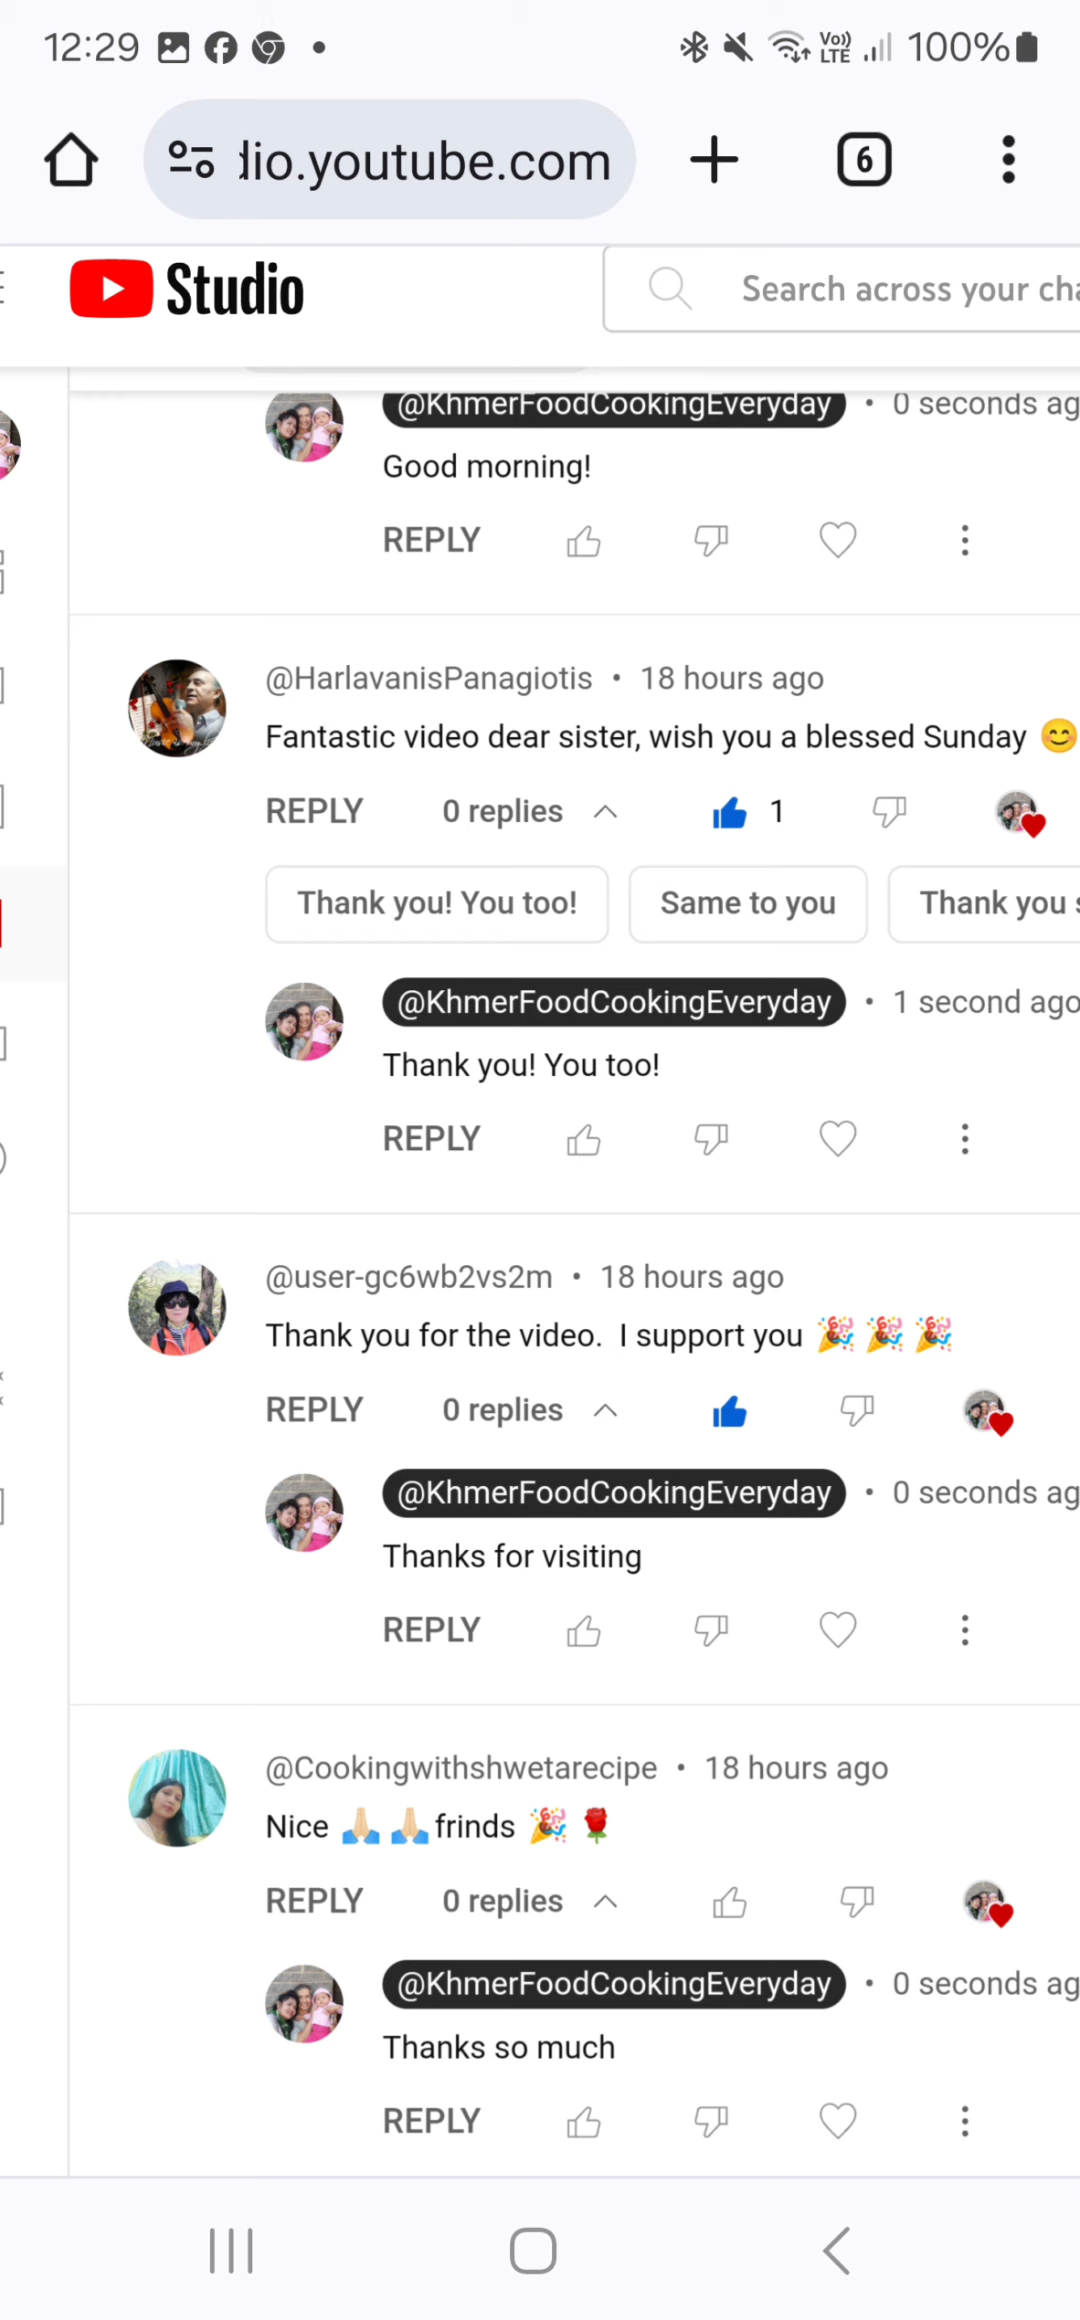 12:29
Vo))
LTE
100%
dio.youtube.com
6
Studio
Search across your cha
@KhmerFoodCookingEveryday • 0 seconds ag
Good morning!
REPLY
@HarlavanisPanagiotis • 18 hours ago
Fantastic video dear sister, wish you a blessed Sunday 😊
REPLY 0 replies 1
Thank you! You too! Same to you Thank you s
@KhmerFoodCookingEveryday • 1 second ago
Thank you! You too!
REPLY
@user-gc6wb2vs2m • 18 hours ago
Thank you for the video. I support you 🎉 🎉 🎉
REPLY 0 replies
@KhmerFoodCookingEveryday • 0 seconds ag
Thanks for visiting
REPLY
@Cookingwithshwetarecipe • 18 hours ago
Nice 🙏🏼 🙏🏼frinds 🎉 🌹
REPLY 0 replies
@KhmerFoodCookingEveryday • 0 seconds ag
Thanks so much
REPLY